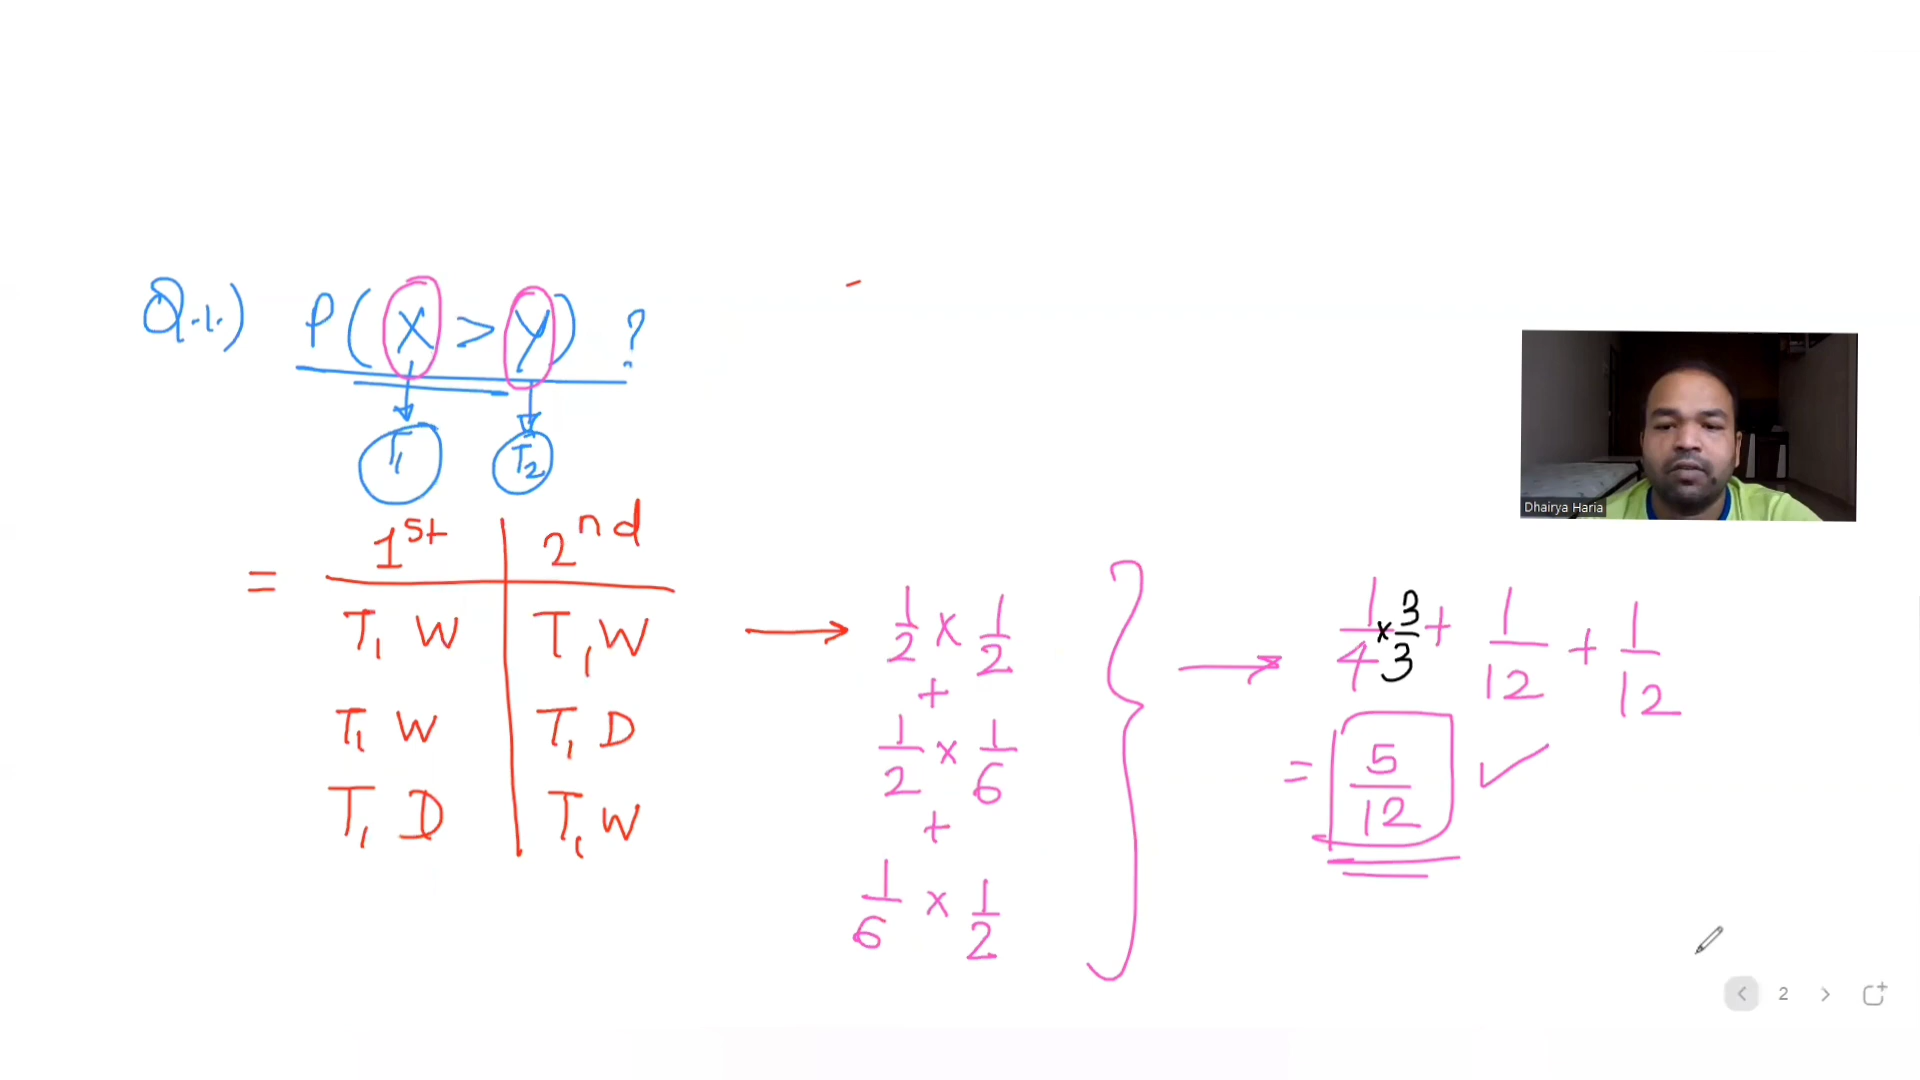 Q.1.) P( X > Y ) ?
T₁ T₂
= 1st 2nd
T₁ W T₁ W → 1/2 × 1/2
+
T₁ W T₁ D 1/2 × 1/6
+
T₁ D T₁ W 1/6 × 1/2
} → 1/4 × 3/3 + 1/12 + 1/12
= 5/12 ✓
Dhairya Haria
2